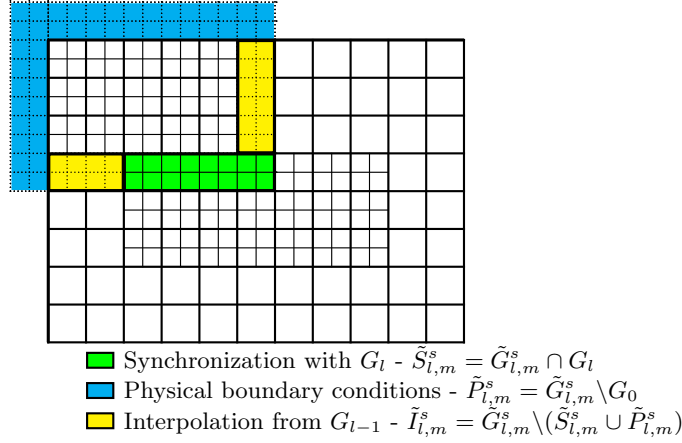 Synchronization with $G_l$ - $\tilde{S}^s_{l,m} = \tilde{G}^s_{l,m} \cap G_l$
Physical boundary conditions - $\tilde{P}^s_{l,m} = \tilde{G}^s_{l,m} \backslash G_0$
Interpolation from $G_{l-1}$ - $\tilde{I}^s_{l,m} = \tilde{G}^s_{l,m} \backslash (\tilde{S}^s_{l,m} \cup \tilde{P}^s_{l,m})$